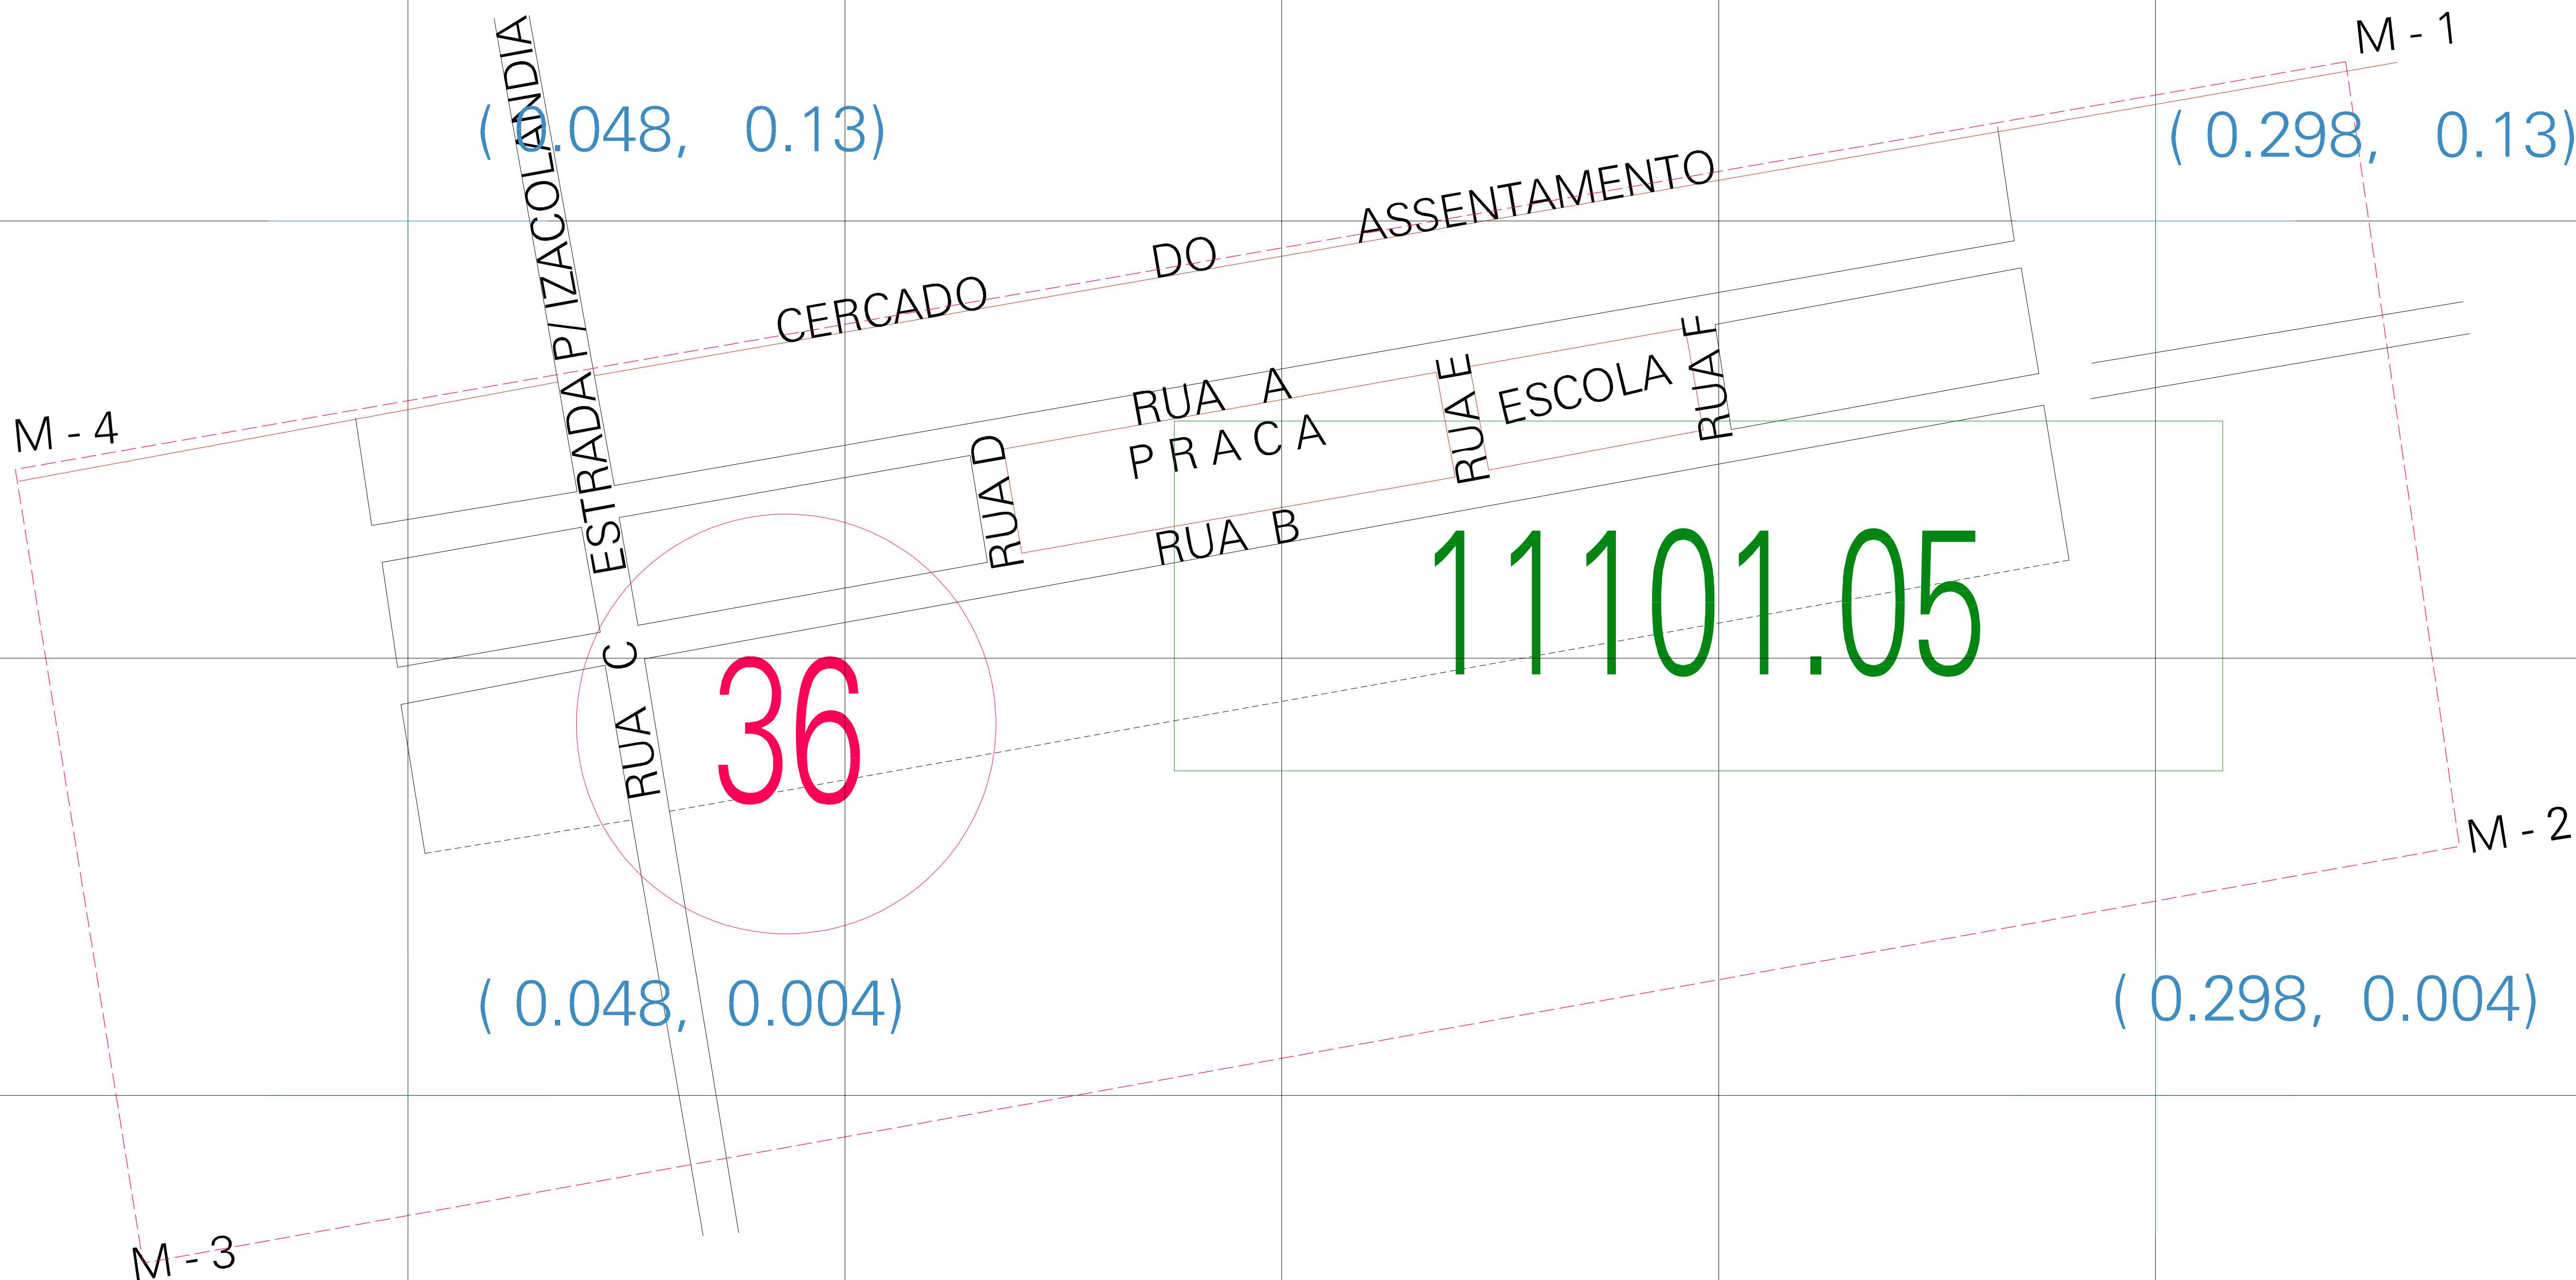 M - 1
ESTRADA P/ IZACOLANDIA
( 0.048, 0.13)
( 0.298, 0.13)
CERCADO DO ASSENTAMENTO
M - 4
RUA A
RUA D
PRACA
RUA E
ESCOLA
RUA F
RUA B
11101.05
RUA C
36
M - 2
( 0.048, 0.004)
( 0.298, 0.004)
M - 3